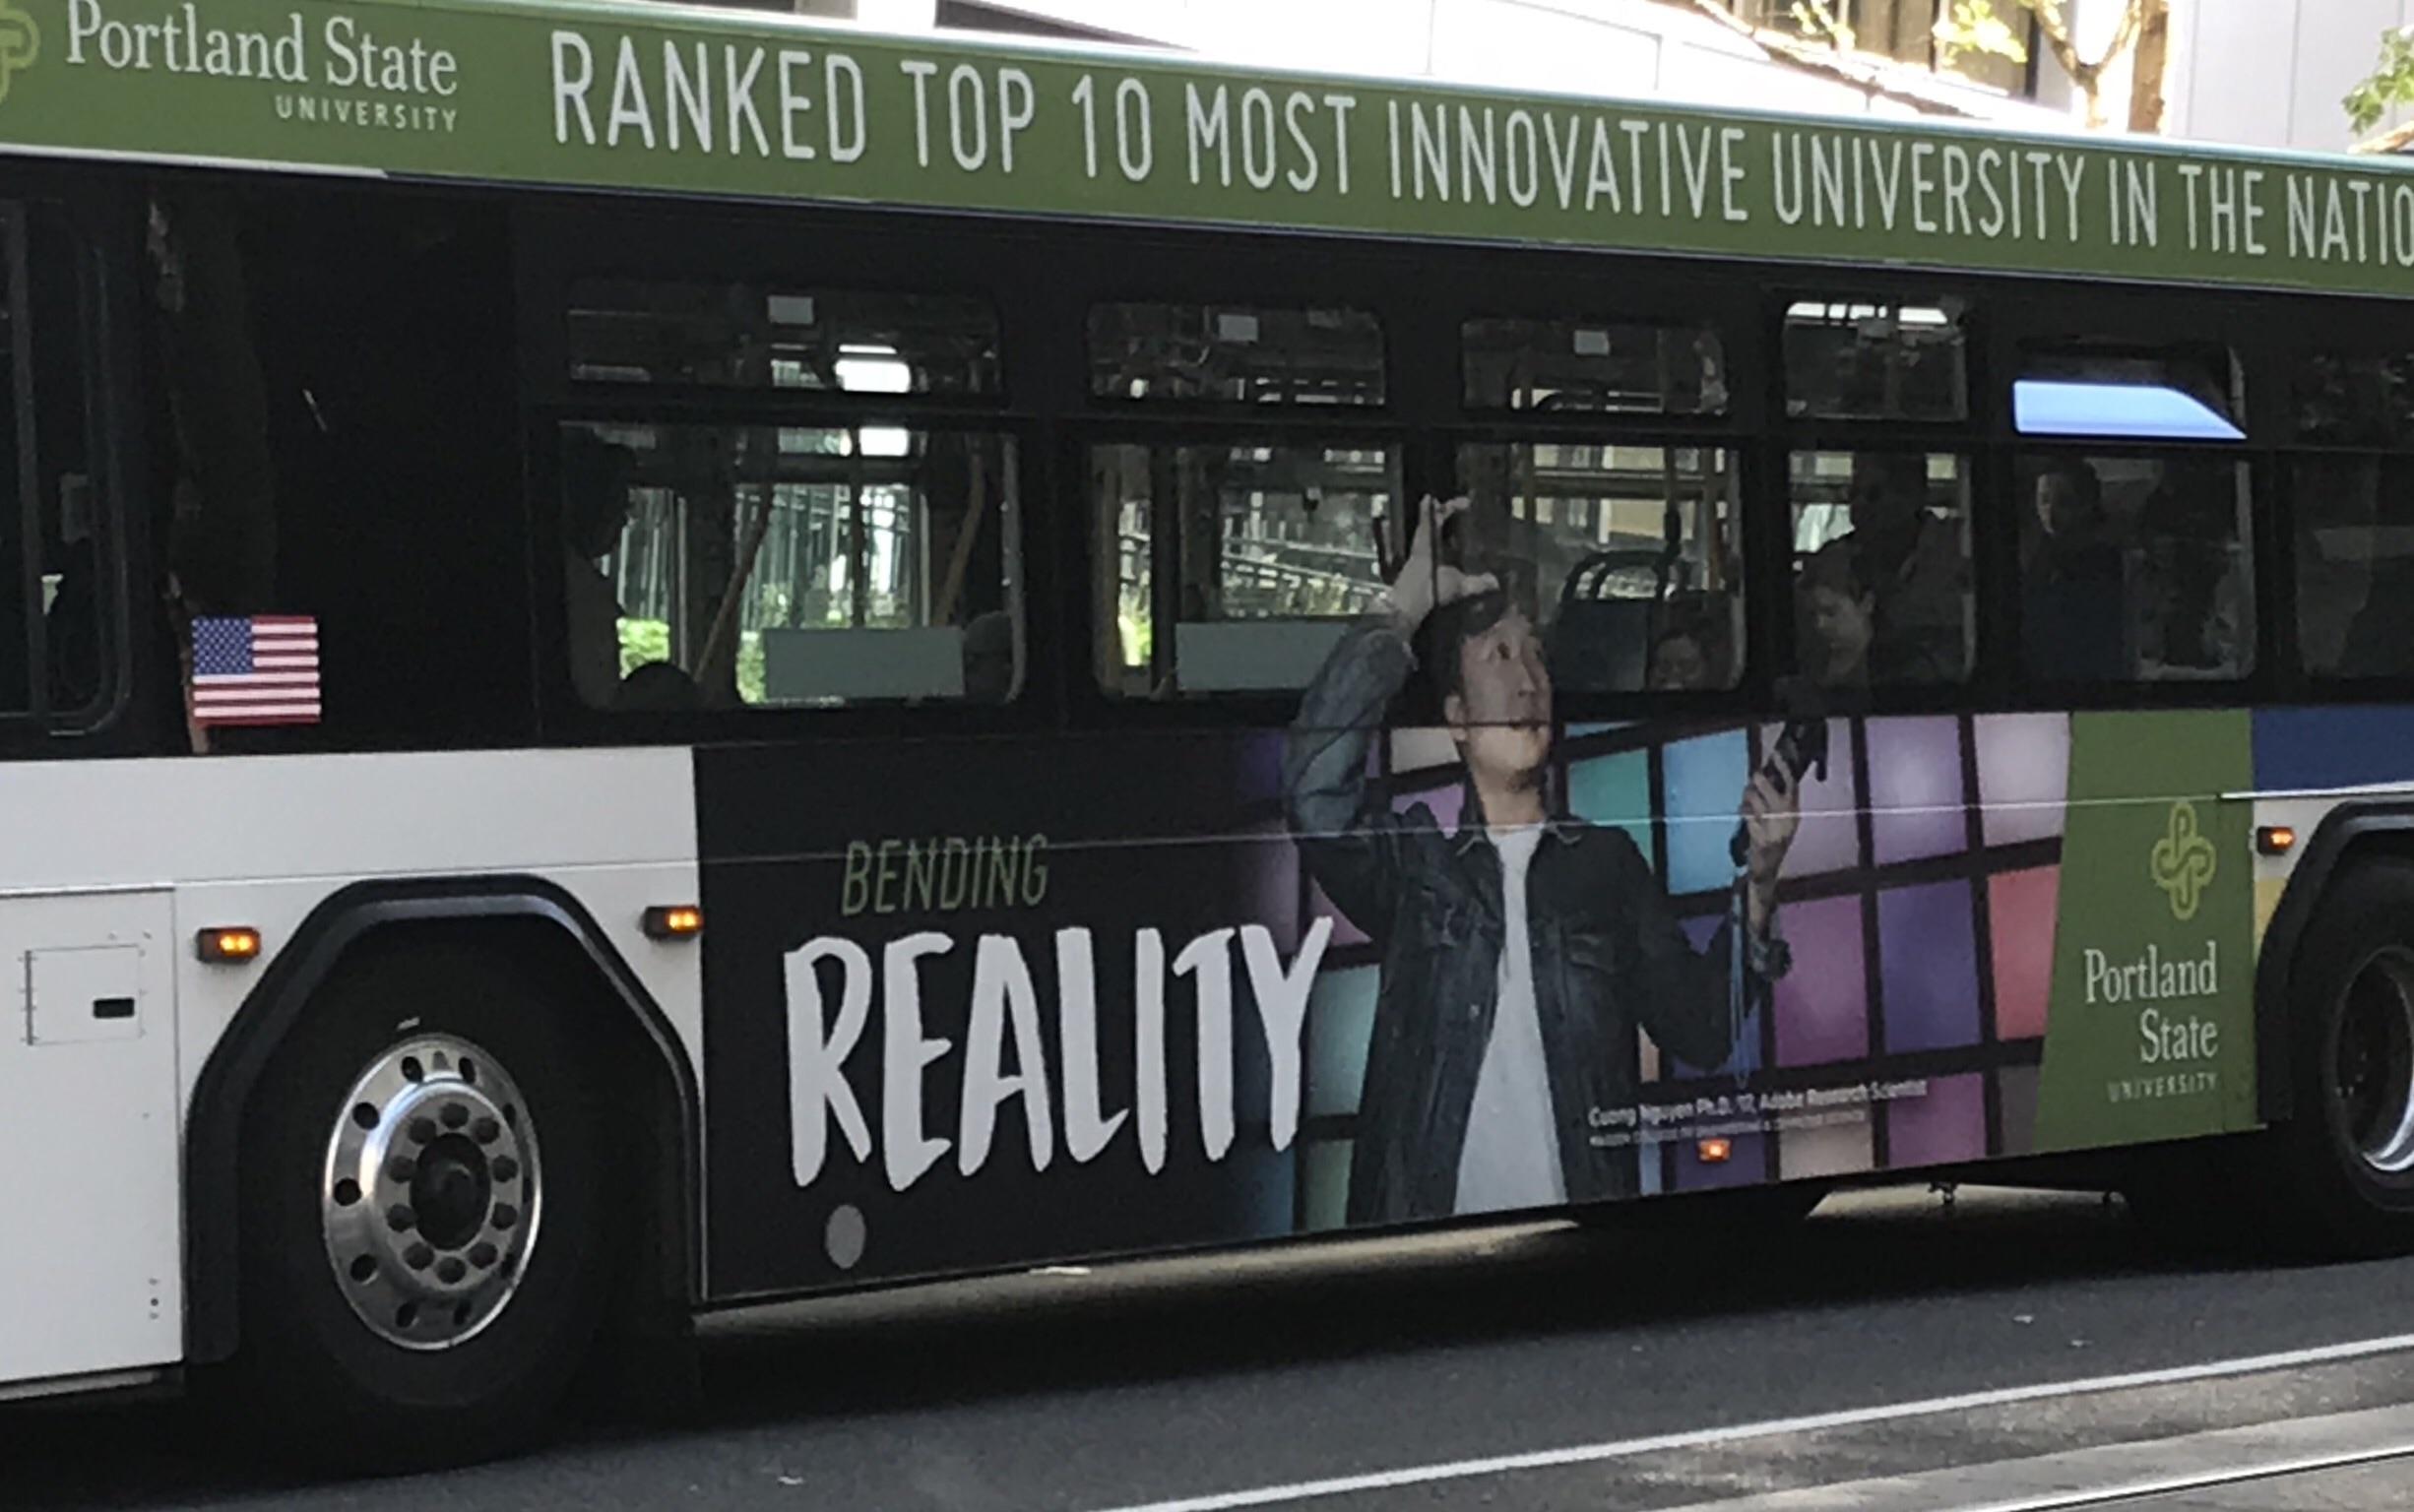 Portland State
UNIVERSITY
RANKED TOP 10 MOST INNOVATIVE UNIVERSITY IN THE NATIO
BENDING
REALITY
Cuong Nguyen Ph.D. '17, Adobe Research Scientist
Portland
State
UNIVERSITY